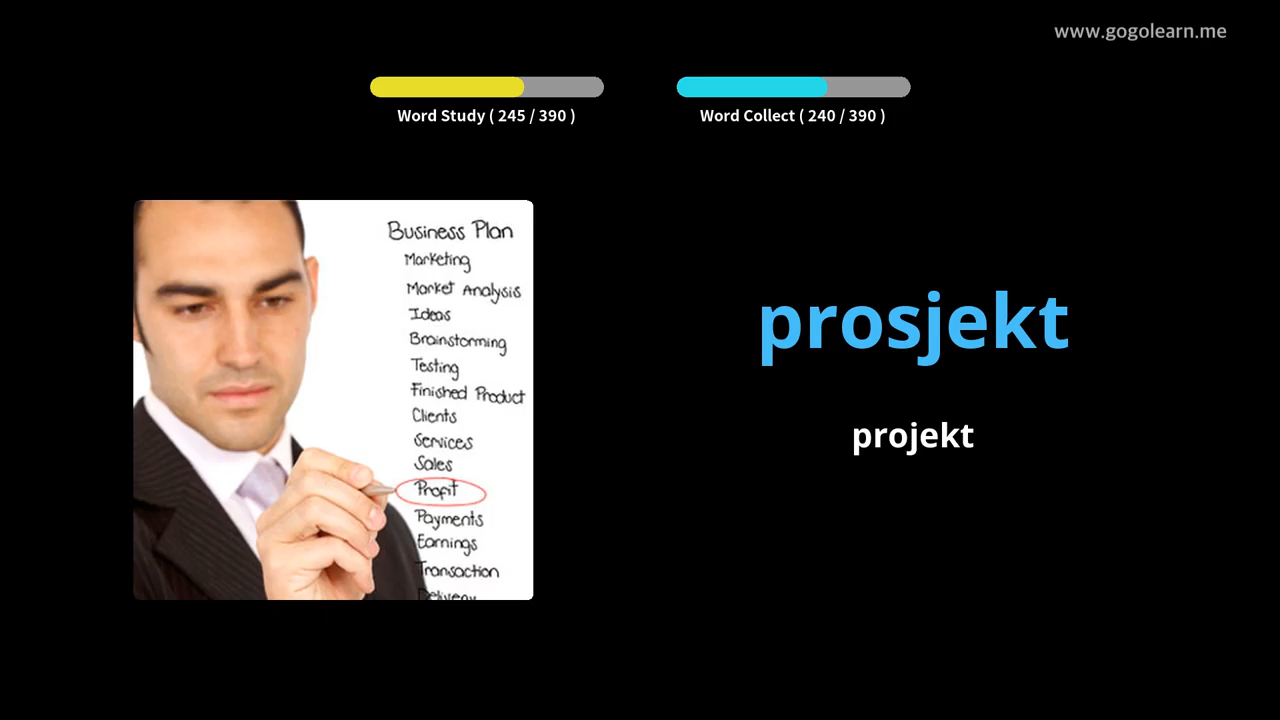 www.gogolearn.me
Word Study ( 245 / 390 )
Word Collect ( 240 / 390 )
Business Plan
Marketing
Market Analysis
Ideas
Brainstorming
Testing
Finished Product
Clients
Services
Sales
Profit
Payments
Earnings
Transaction
Delivery
prosjekt
projekt